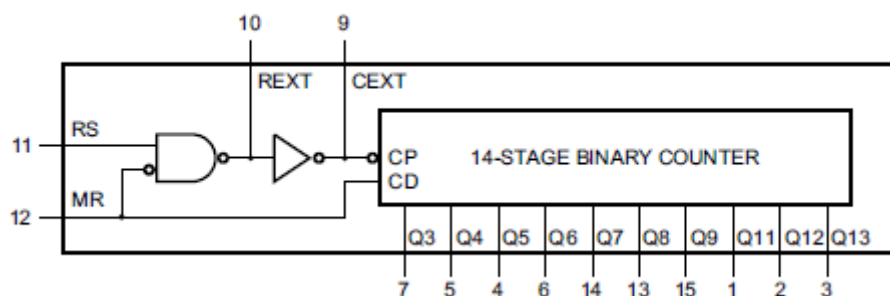 10 9
REXT CEXT
11 RS
CP 14-STAGE BINARY COUNTER
CD
12 MR
Q3 Q4 Q5 Q6 Q7 Q8 Q9 Q11 Q12 Q13
7 5 4 6 14 13 15 1 2 3